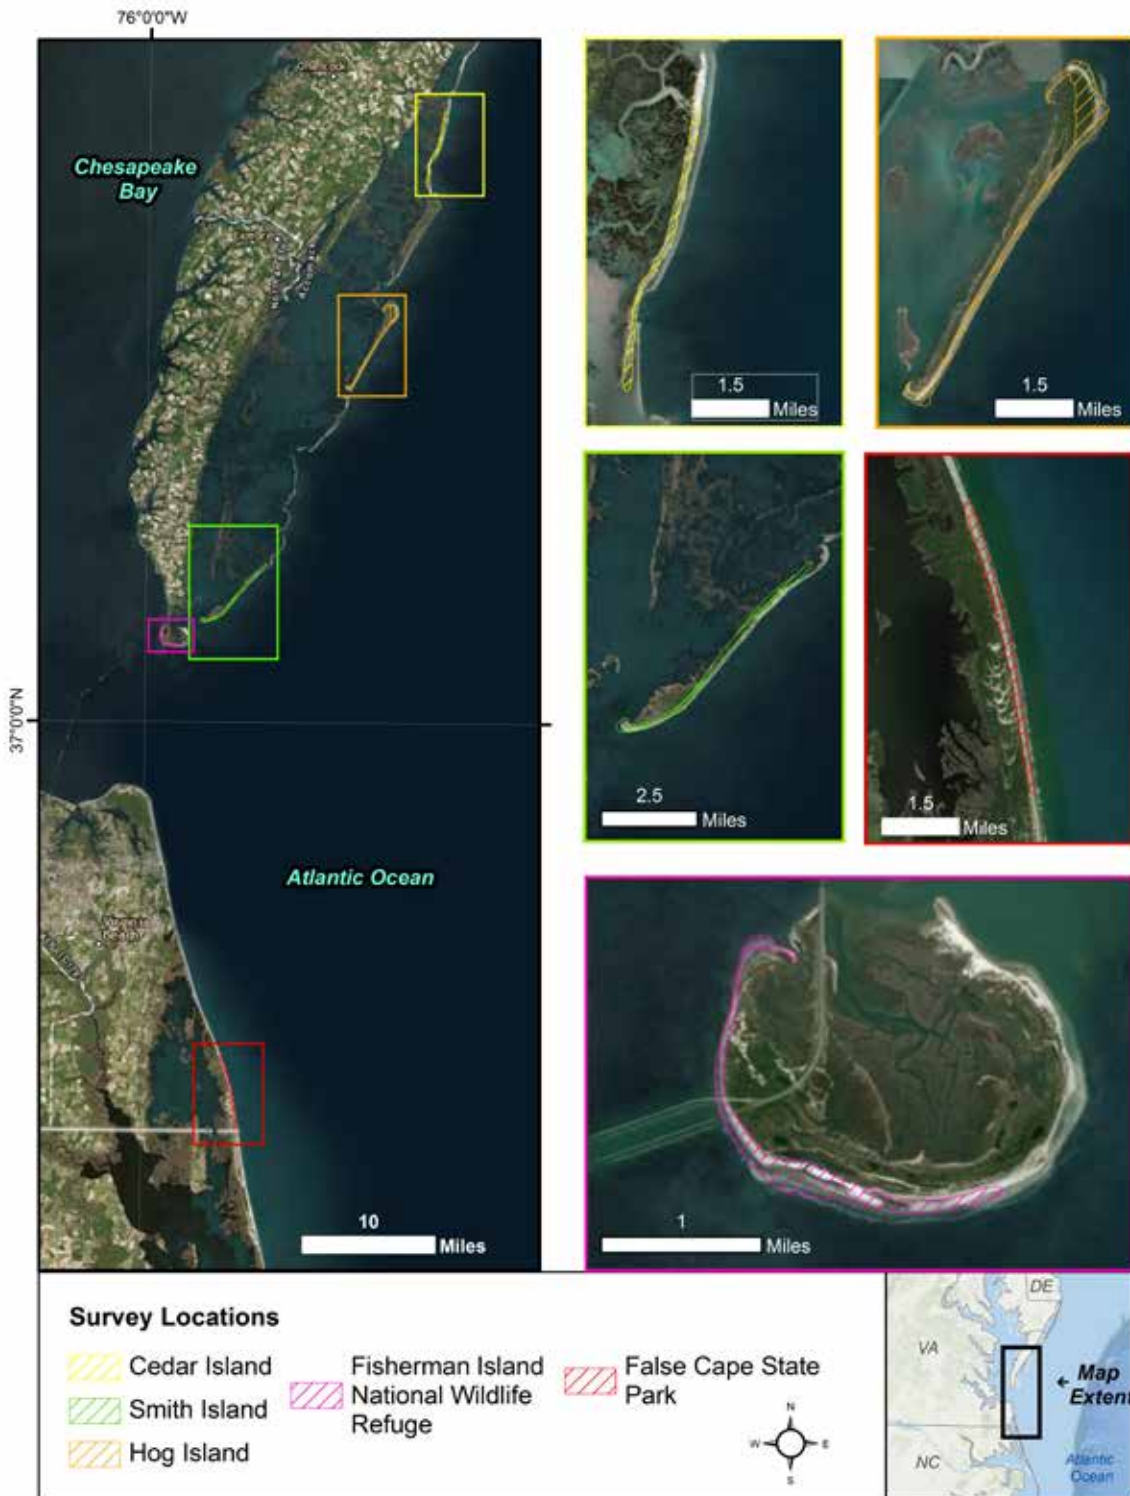 76°0'0"W
Chesapeake
Bay
37°0'0"N
Atlantic Ocean
10
Miles
1.5
Miles
1.5
Miles
2.5
Miles
1.5
Miles
1
Miles
Survey Locations
Cedar Island
Smith Island
Hog Island
Fisherman Island
National Wildlife
Refuge
False Cape State
Park
N
W
E
S
DE
VA
NC
Map
Extent
Atlantic
Ocean